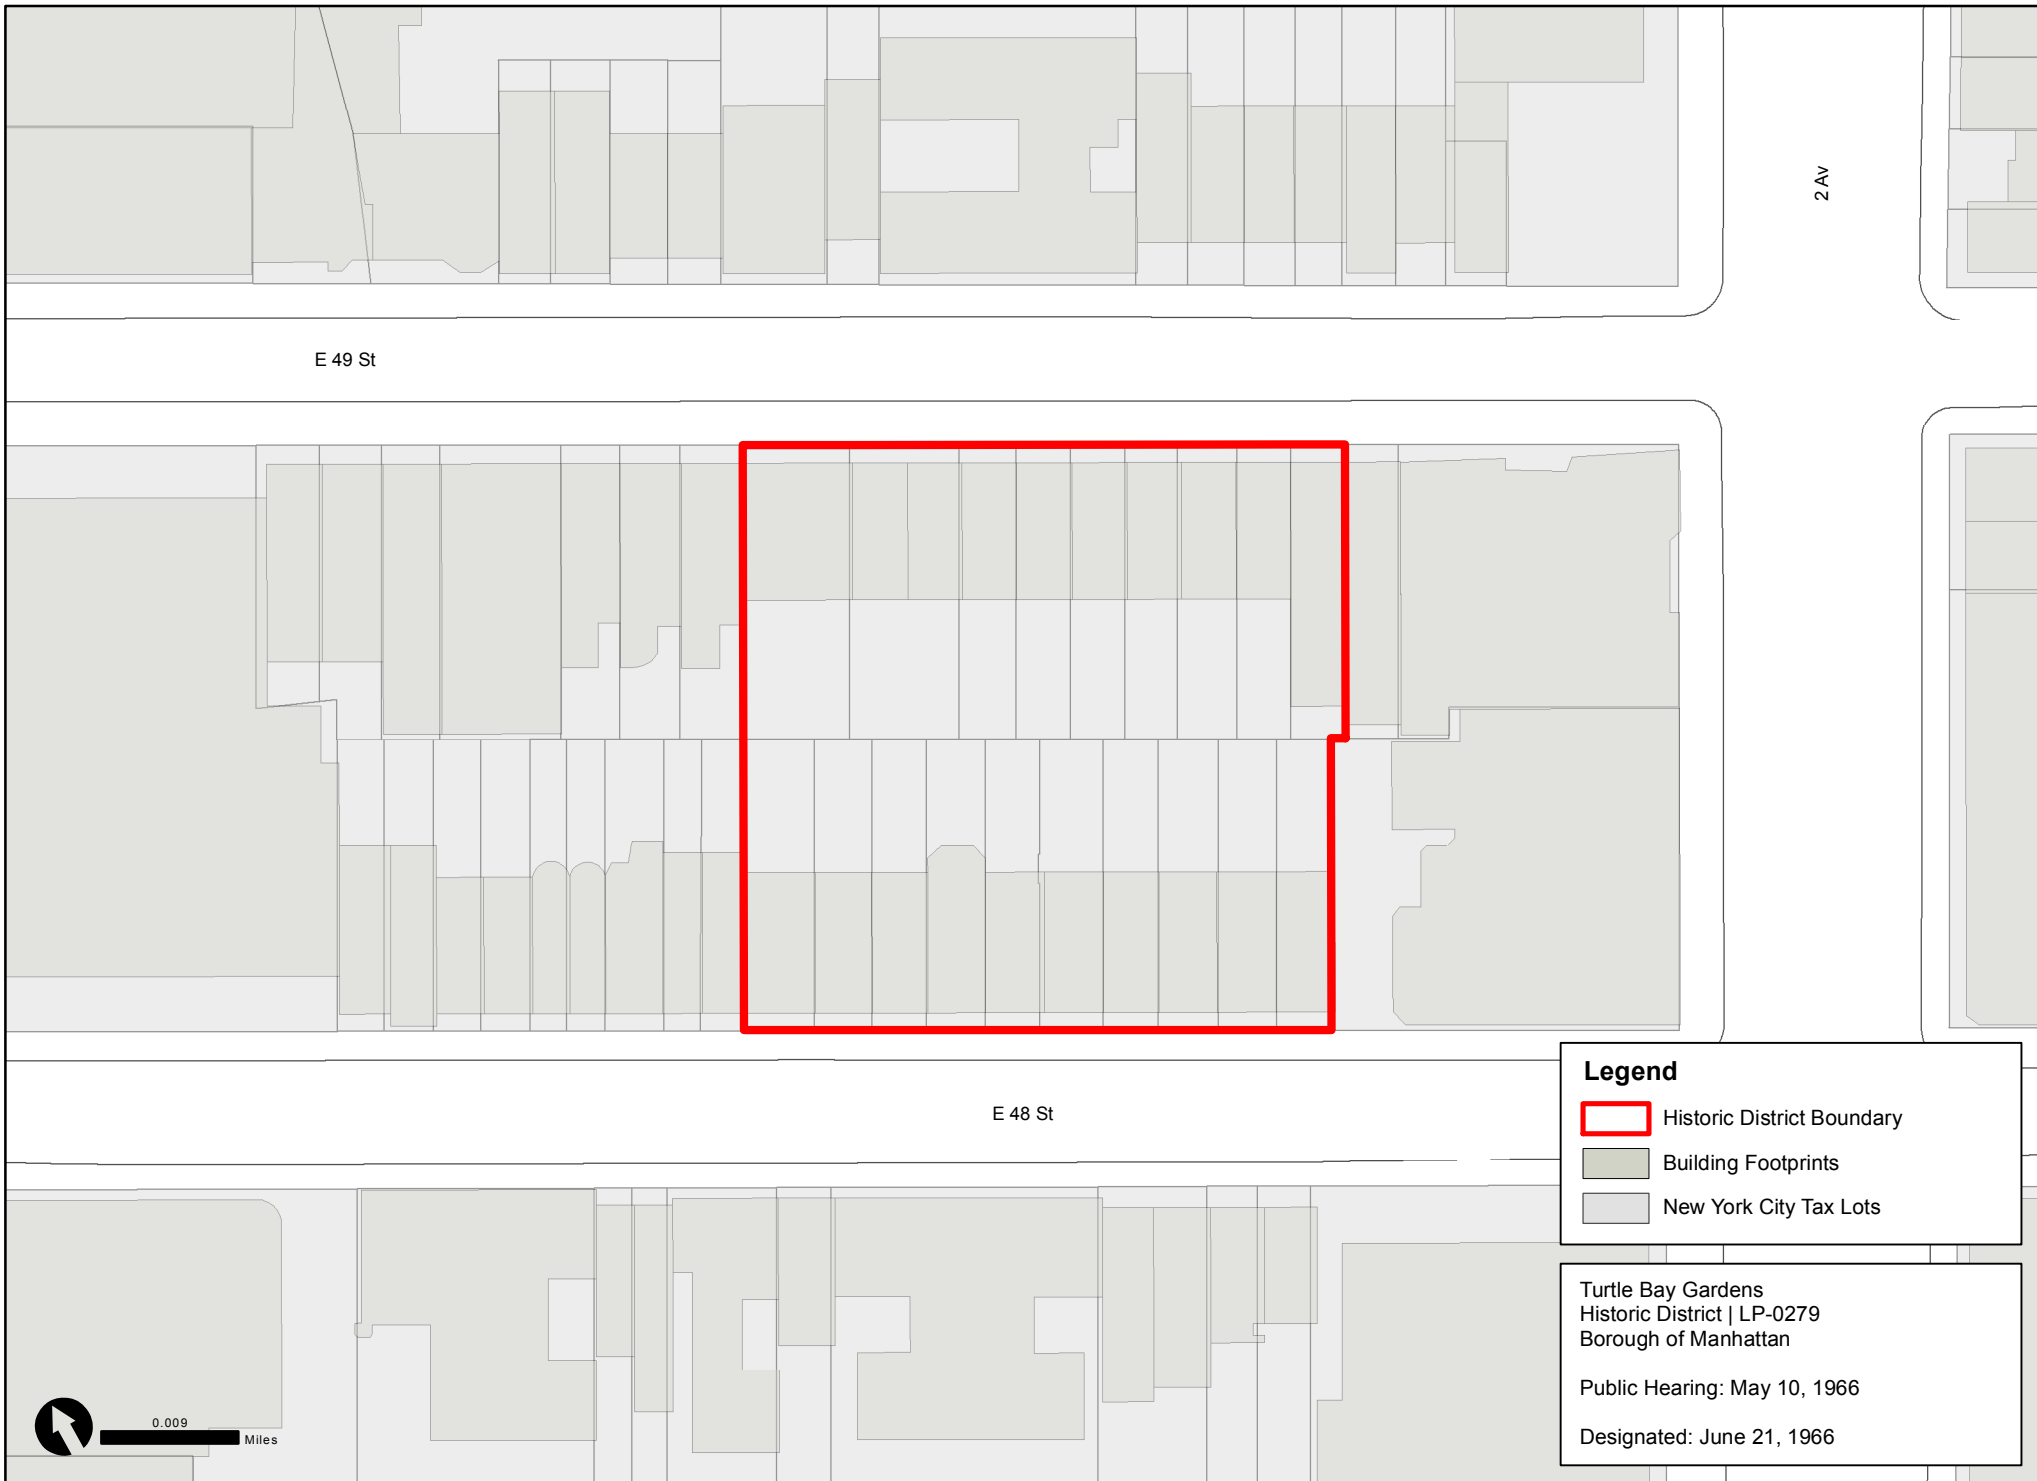 2 Av
E 49 St
E 48 St
Legend
Historic District Boundary
Building Footprints
New York City Tax Lots
Turtle Bay Gardens
Historic District | LP-0279
Borough of Manhattan
Public Hearing: May 10, 1966
Designated: June 21, 1966
0.009
Miles